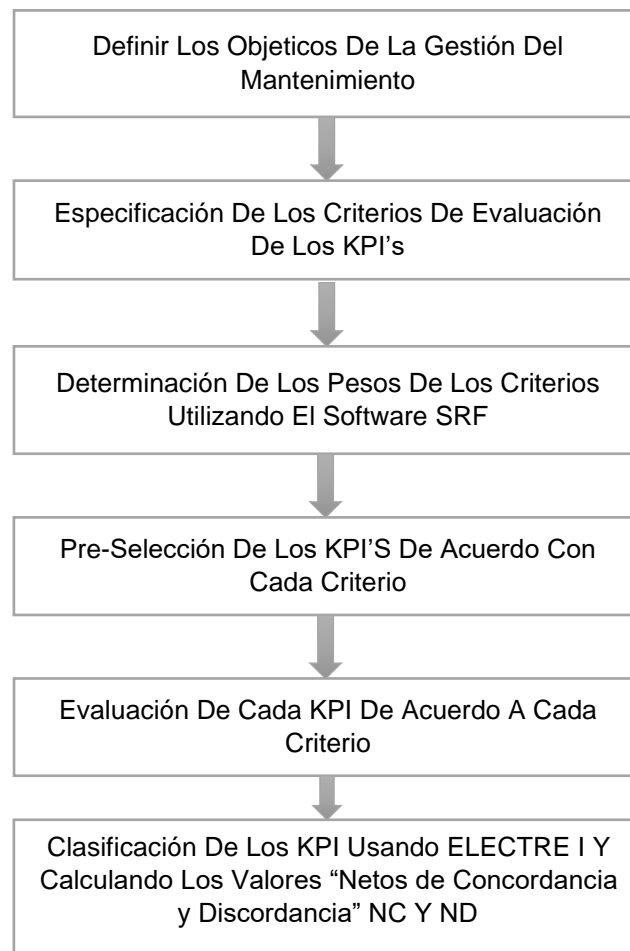 Definir Los Objeticos De La Gestión Del
Mantenimiento
Especificación De Los Criterios De Evaluación
De Los KPI’s
Determinación De Los Pesos De Los Criterios
Utilizando El Software SRF
Pre-Selección De Los KPI’S De Acuerdo Con
Cada Criterio
Evaluación De Cada KPI De Acuerdo A Cada
Criterio
Clasificación De Los KPI Usando ELECTRE I Y
Calculando Los Valores “Netos de Concordancia
y Discordancia” NC Y ND